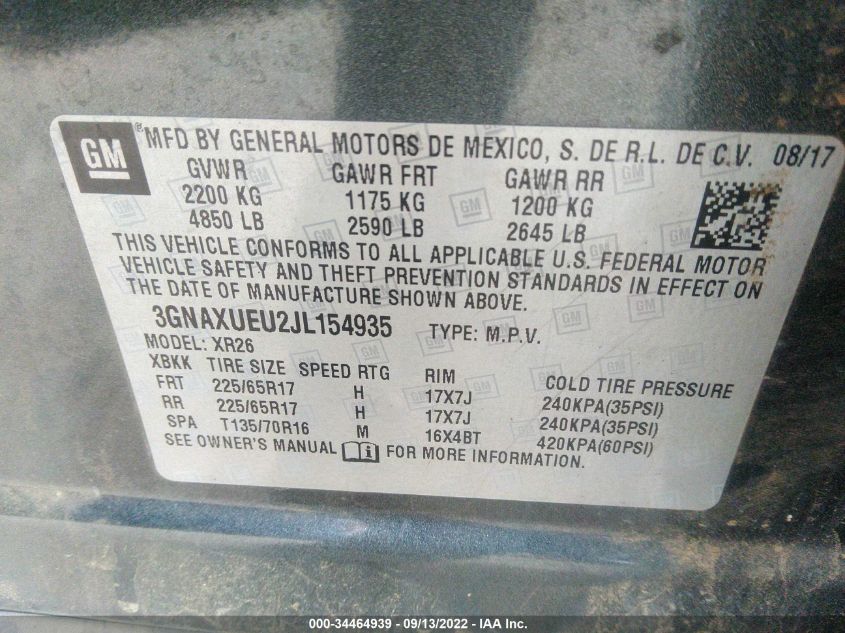 GM ® MFD BY GENERAL MOTORS DE MEXICO, S. DE R.L. DE C.V. 08/17
GVWR GAWR FRT GAWR RR
2200 KG 1175 KG 1200 KG
4850 LB 2590 LB 2645 LB
THIS VEHICLE CONFORMS TO ALL APPLICABLE U.S. FEDERAL MOTOR
VEHICLE SAFETY AND THEFT PREVENTION STANDARDS IN EFFECT ON
THE DATE OF MANUFACTURE SHOWN ABOVE.
3GNAXUEU2JL154935 TYPE: M.P.V.
MODEL: XR26
XBKK TIRE SIZE SPEED RTG RIM COLD TIRE PRESSURE
FRT 225/65R17 H 17X7J 240KPA(35PSI)
RR 225/65R17 H 17X7J 240KPA(35PSI)
SPA T135/70R16 M 16X4BT 420KPA(60PSI)
SEE OWNER'S MANUAL FOR MORE INFORMATION.
000-34464939 - 09/13/2022 - IAA Inc.